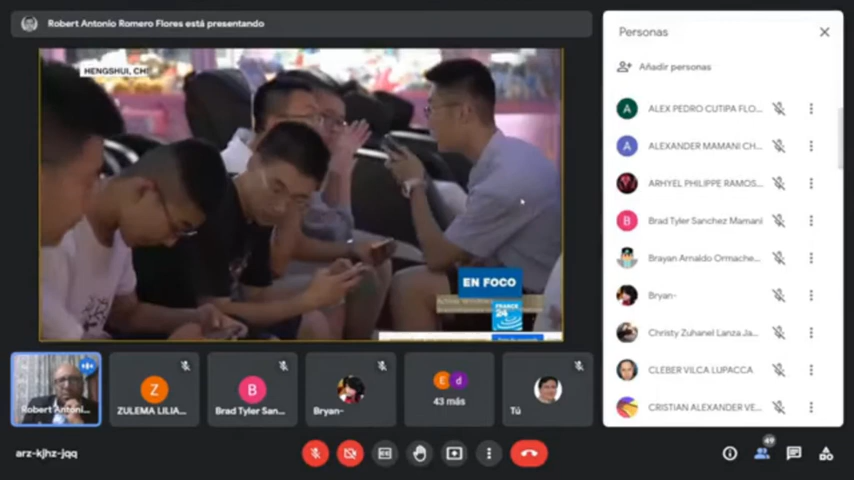 Robert Antonio Romero Flores está presentando
HENGSHUI, CHI
EN FOCO
FRANCE
24
Robert Antoni...
Z
ZULEMA LILIA...
B
Brad Tyler San...
Bryan-
E d
43 más
Tú
arz-kjhz-jqq
Personas
Añadir personas
A ALEX PEDRO CUTIPA FLO...
A ALEXANDER MAMANI CH...
ARHYEL PHILIPPE RAMOS...
B Brad Tyler Sanchez Mamani
Brayan Arnaldo Ormache...
Bryan-
Christy Zuhanel Lanza Ja...
CLEBER VILCA LUPACCA
CRISTIAN ALEXANDER VE...
49